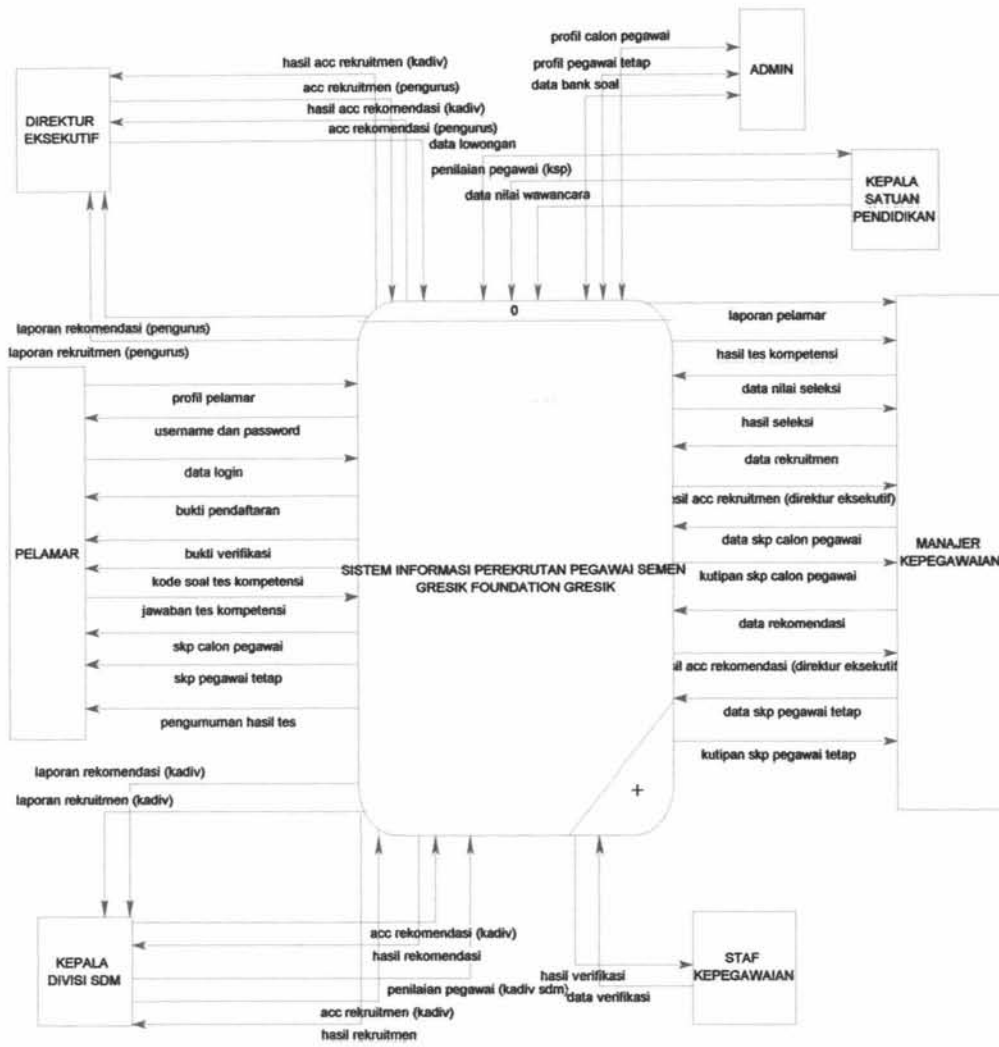 profil calon pegawai
profil pegawai tetap
data bank soal
ADMIN
hasil acc rekrutmen (kadiv)
acc rekrutmen (pengurus)
hasil acc rekomendasi (kadiv)
acc rekomendasi (pengurus)
data lowongan
DIREKTUR
EKSEKUTIF
penilaian pegawai (ksp)
data nilai wawancara
KEPALA
SATUAN
PENDIDIKAN
laporan rekomendasi (pengurus)
laporan rekruitmen (pengurus)
0
laporan pelamar
hasil tes kompetensi
data nilai seleksi
hasil seleksi
data rekrutmen
sil acc rekruitmen (direktur eksekutif)
data skp calon pegawai
kutipan skp calon pegawai
data rekomendasi
il acc rekomendasi (direktur eksekutif
data skp pegawai tetap
kutipan skp pegawai tetap
MANAJER
KEPEGAWAIAN
profil pelamar
username dan password
data login
bukti pendaftaran
bukti verifikasi
kode soal tes kompetensi
jawaban tes kompetensi
skp calon pegawai
skp pegawai tetap
pengumuman hasil tes
PELAMAR
SISTEM INFORMASI PEREKRUTAN PEGAWAI SEMEN
GRESIK FOUNDATION GRESIK
+
laporan rekomendasi (kadiv)
laporan rekruitmen (kadiv)
KEPALA
DIVISI SDM
acc rekomendasi (kadiv)
hasil rekomendasi
penilaian pegawai (kadiv sdm)
acc rekruitmen (kadiv)
hasil rekruitmen
hasil verifikasi
data verifikasi
STAF
KEPEGAWAIAN